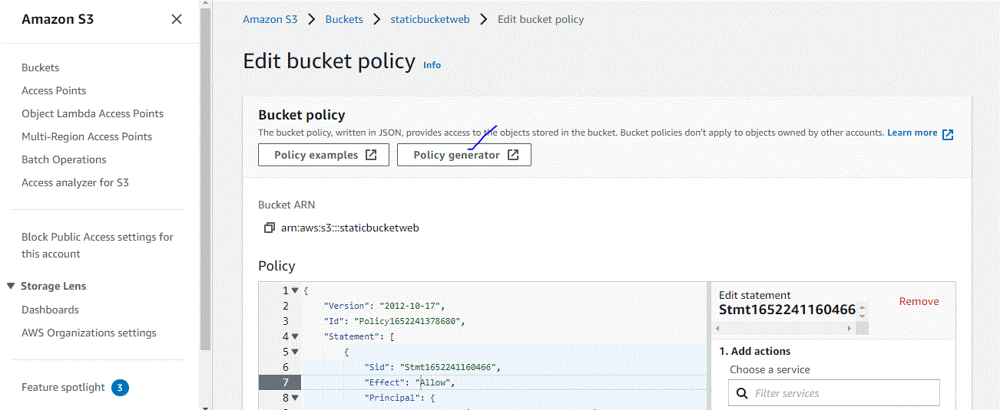 Amazon S3
Buckets
Access Points
Object Lambda Access Points
Multi-Region Access Points
Batch Operations
Access analyzer for S3
Block Public Access settings for
this account
Storage Lens
Dashboards
AWS Organizations settings
Feature spotlight 3
Amazon S3 > Buckets > staticbucketweb > Edit bucket policy
Edit bucket policy Info
Bucket policy
The bucket policy, written in JSON, provides access to the objects stored in the bucket. Bucket policies don't apply to objects owned by other accounts. Learn more
Policy examples Policy generator
Bucket ARN
arn:aws:s3:::staticbucketweb
Policy
1 {
2 "Version": "2012-10-17",
3 "Id": "Policy1652241378680",
4 "Statement": [
5 {
6 "Sid": "Stmt1652241160466",
7 "Effect": "Allow",
8 "Principal": {
Edit statement
Stmt1652241160466
Remove
1. Add actions
Choose a service
Filter services